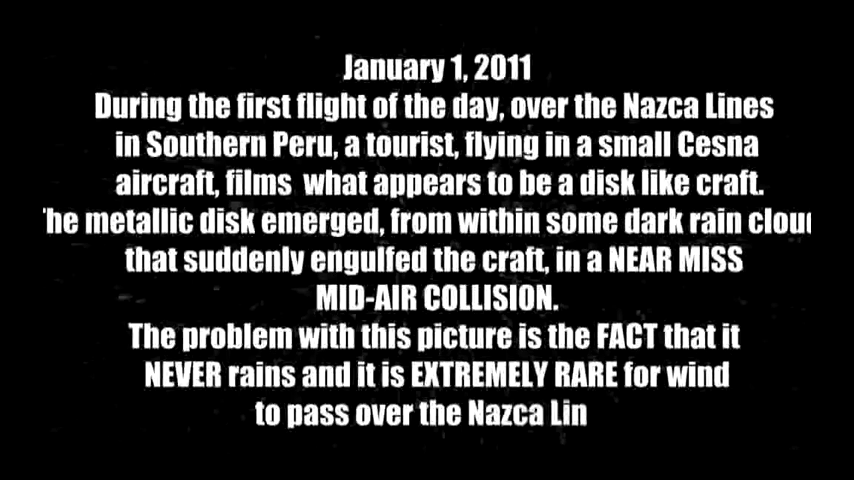 January 1, 2011
During the first flight of the day, over the Nazca Lines
in Southern Peru, a tourist, flying in a small Cesna
aircraft, films what appears to be a disk like craft.
he metallic disk emerged, from within some dark rain clou
that suddenly engulfed the craft, in a NEAR MISS
MID-AIR COLLISION.
The problem with this picture is the FACT that it
NEVER rains and it is EXTREMELY RARE for wind
to pass over the Nazca Lin